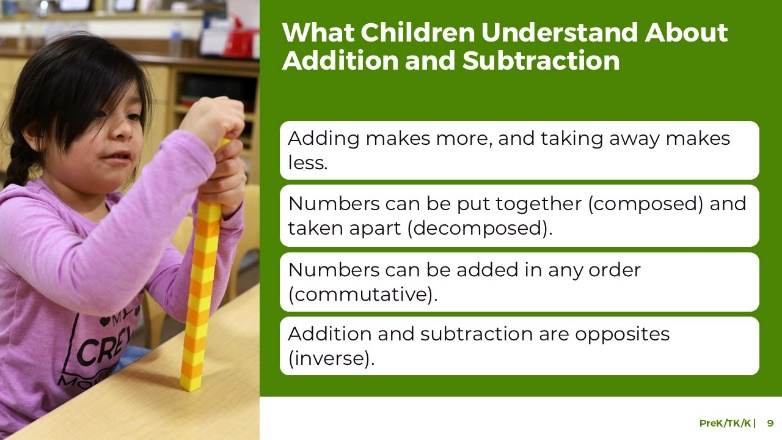 What Children Understand About
Addition and Subtraction
Adding makes more, and taking away makes
less.
Numbers can be put together (composed) and
taken apart (decomposed).
Numbers can be added in any order
(commutative).
Addition and subtraction are opposites
(inverse).
PreK/TK/K | 9